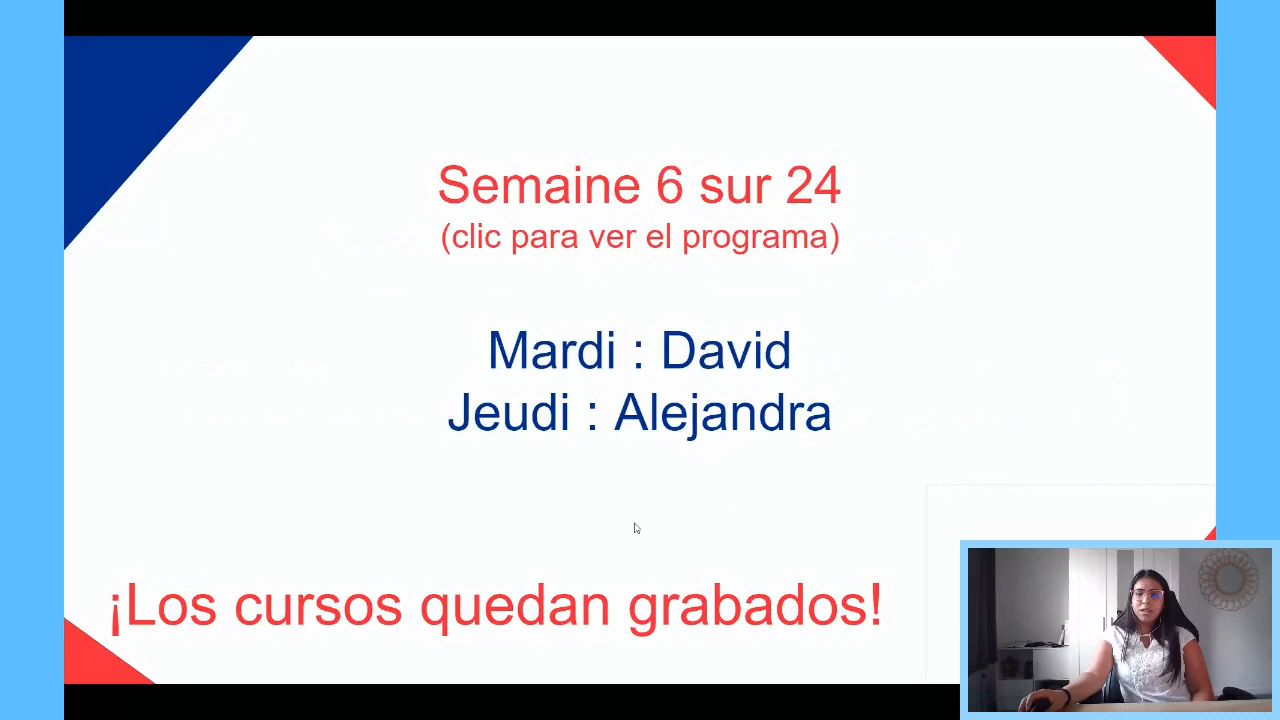 Semaine 6 sur 24
(clic para ver el programa)
Mardi : David
Jeudi : Alejandra
¡Los cursos quedan grabados!